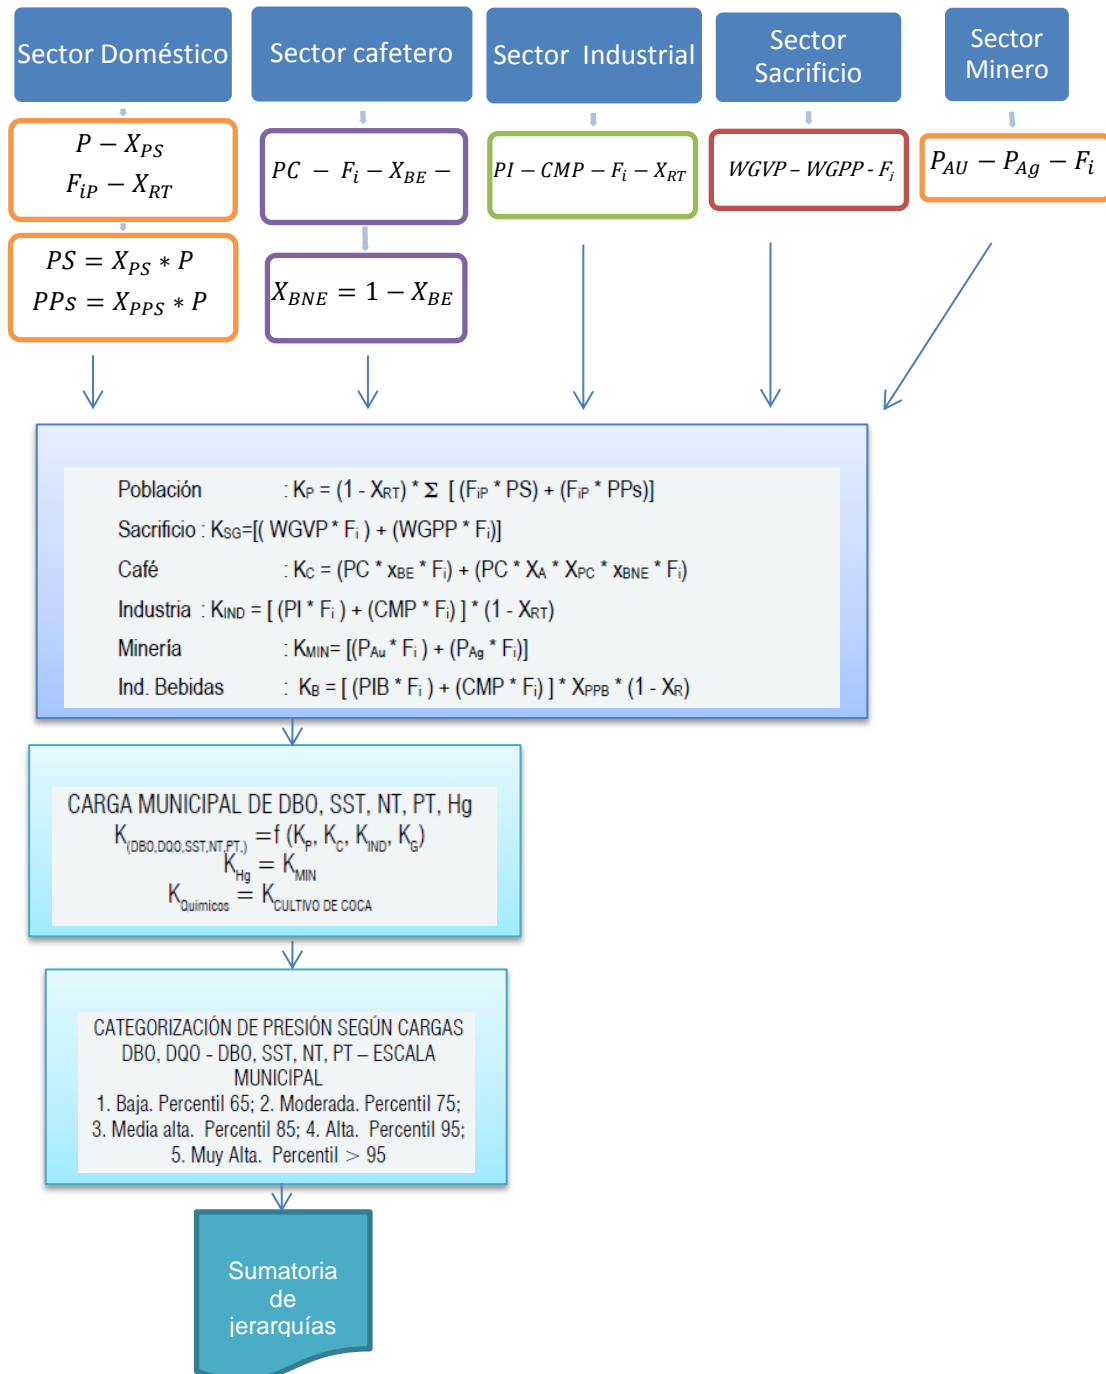 Sector Doméstico
Sector cafetero
Sector Industrial
Sector
Sacrificio
Sector
Minero
P − X_PS
F_iP − X_RT
PC − F_i − X_BE −
PI − CMP − F_i − X_RT
WGVP – WGPP - F_i
P_AU − P_Ag − F_i
PS = X_PS * P
PPs = X_PPS * P
X_BNE = 1 − X_BE
Población : K_P = (1 - X_RT) * Σ [ (F_iP * PS) + (F_iP * PPs)]
Sacrificio : K_SG=[( WGVP * F_i ) + (WGPP * F_i)]
Café : K_C = (PC * x_BE * F_i) + (PC * X_A * X_PC * x_BNE * F_i)
Industria : K_IND = [ (PI * F_i ) + (CMP * F_i) ] * (1 - X_RT)
Minería : K_MIN= [(P_Au * F_i ) + (P_Ag * F_i)]
Ind. Bebidas : K_B = [ (PIB * F_i ) + (CMP * F_i) ] * X_PPB * (1 - X_R)
CARGA MUNICIPAL DE DBO, SST, NT, PT, Hg
K_(DBO,DQO,SST,NT,PT,) = f (K_P, K_C, K_IND, K_G)
K_Hg = K_MIN
K_Quimicos = K_CULTIVO DE COCA
CATEGORIZACIÓN DE PRESIÓN SEGÚN CARGAS
DBO, DQO - DBO, SST, NT, PT – ESCALA
MUNICIPAL
1. Baja. Percentil 65; 2. Moderada. Percentil 75;
3. Media alta. Percentil 85; 4. Alta. Percentil 95;
5. Muy Alta. Percentil > 95
Sumatoria
de
jerarquías